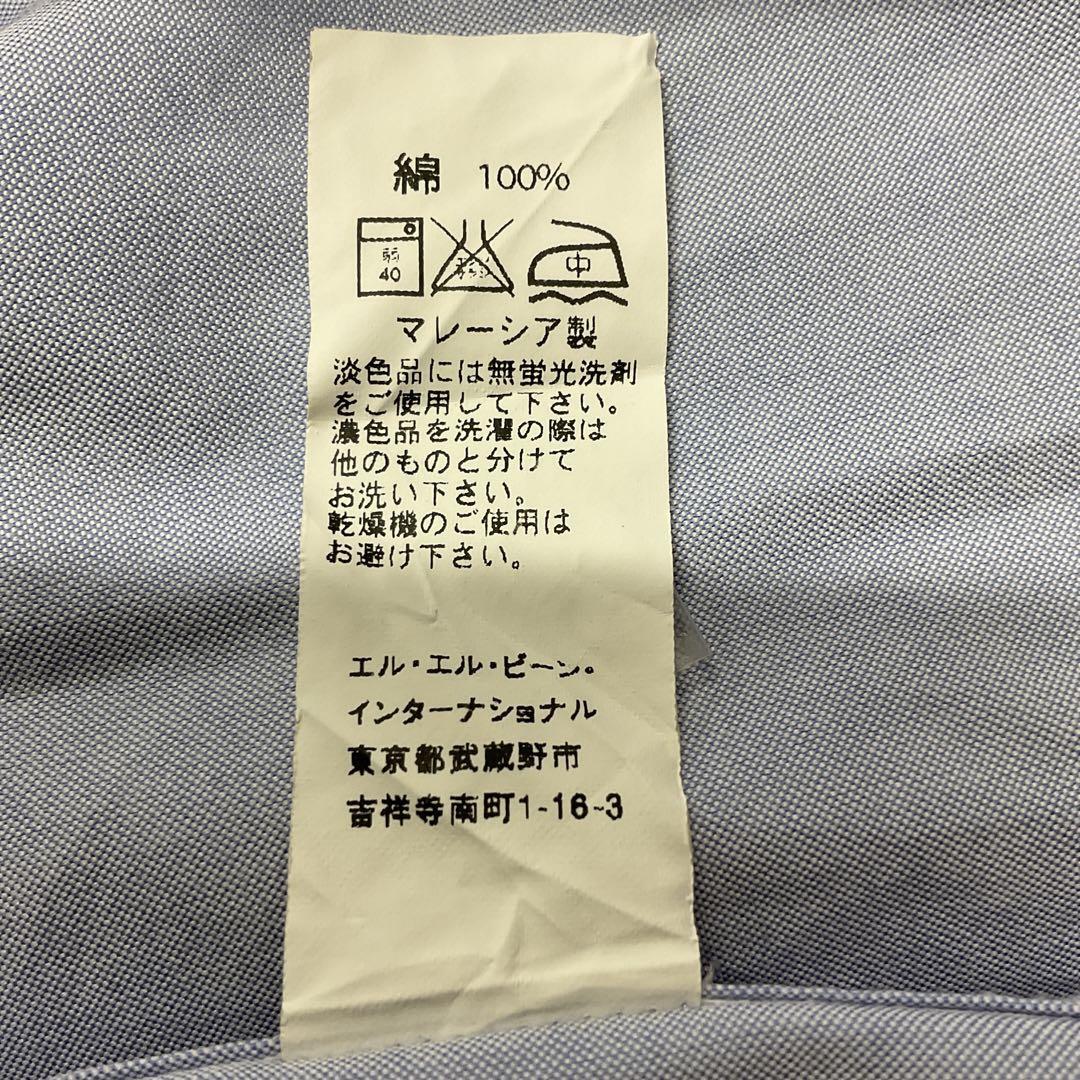 綿 100%
弱 40 中
マレーシア製
淡色品には無蛍光洗剤
をご使用して下さい。
濃色品を洗濯の際は
他のものと分けて
お洗い下さい。
乾燥機のご使用は
お避け下さい。
エル・エル・ビーン・
インターナショナル
東京都武蔵野市
吉祥寺南町1-16-3